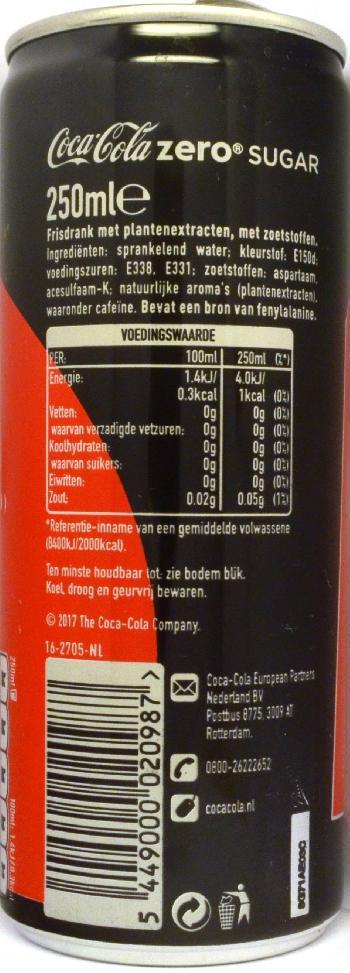 Coca-Cola zero® SUGAR
250ml℮
Frisdrank met plantenextracten, met zoetstoffen.
Ingrediënten: sprankelend water; kleurstof: E150d;
voedingszuren: E338, E331; zoetstoffen: aspartaam,
acesulfaam-K; natuurlijke aroma's (plantenextracten),
waaronder cafeïne. Bevat een bron van fenylalanine.
VOEDINGSWAARDE
PER: 100ml 250ml (%*)
Energie: 1.4kJ/ 4.0kJ/
0.3kcal 1kcal (0%)
Vetten: 0g 0g (0%)
waarvan verzadigde vetzuren: 0g 0g (0%)
Koolhydraten: 0g 0g (0%)
waarvan suikers: 0g 0g (0%)
Eiwitten: 0g 0g (0%)
Zout: 0.02g 0.05g (1%)
*Referentie-inname van een gemiddelde volwassene
(8400kJ/2000kcal).
Ten minste houdbaar tot: zie bodem blik.
Koel, droog en geurvrij bewaren.
© 2017 The Coca-Cola Company.
16-2705-NL
Coca-Cola European Partners
Nederland BV
Postbus 8775, 3009 AT
Rotterdam.
0800-26222652
cocacola.nl
5 449000 020987 >
250ml
100ml: 1.4kJ/0.3kcal